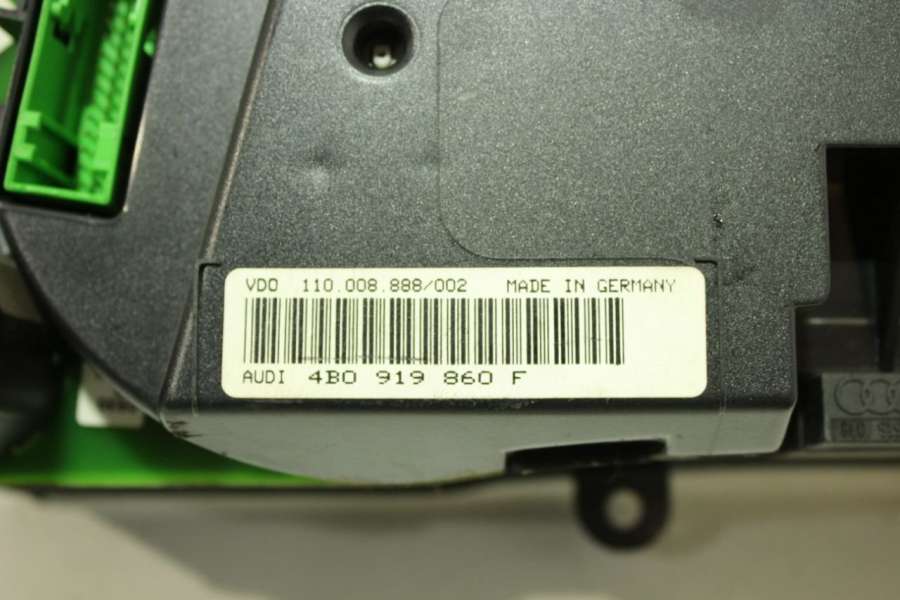 VDO 110.008.888/002 MADE IN GERMANY
AUDI 4B0 919 860 F